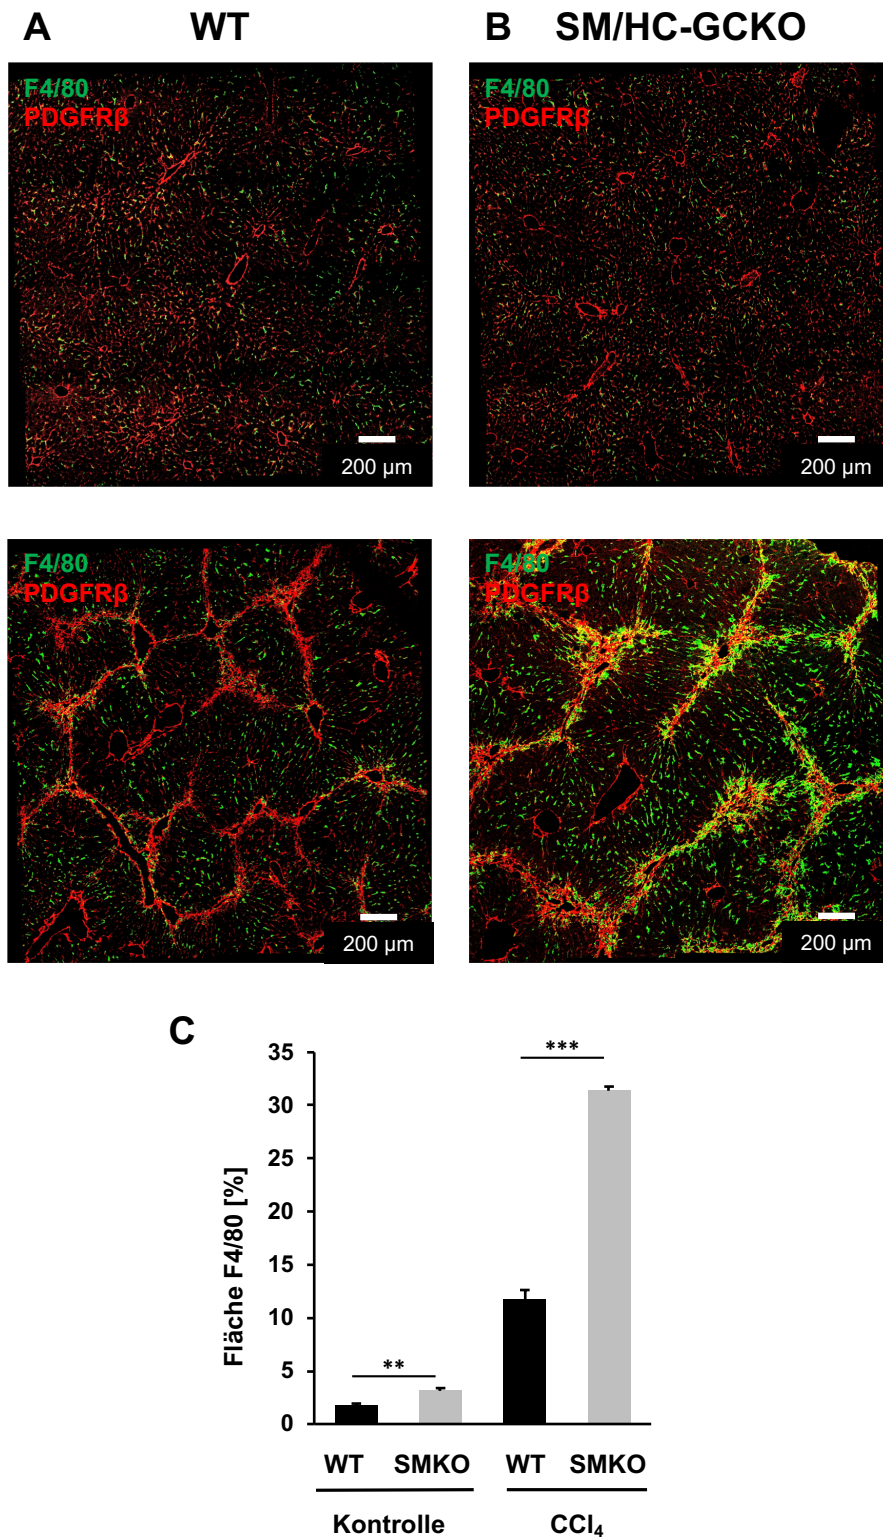 A WT B SM/HC-GCKO
F4/80
PDGFRβ
200 µm
F4/80
PDGFRβ
200 µm
F4/80
PDGFRβ
200 µm
F4/80
PDGFRβ
200 µm
C
Fläche F4/80 [%]
35
30
25
20
15
10
5
0
**
***
WT SMKO WT SMKO
Kontrolle CCl₄